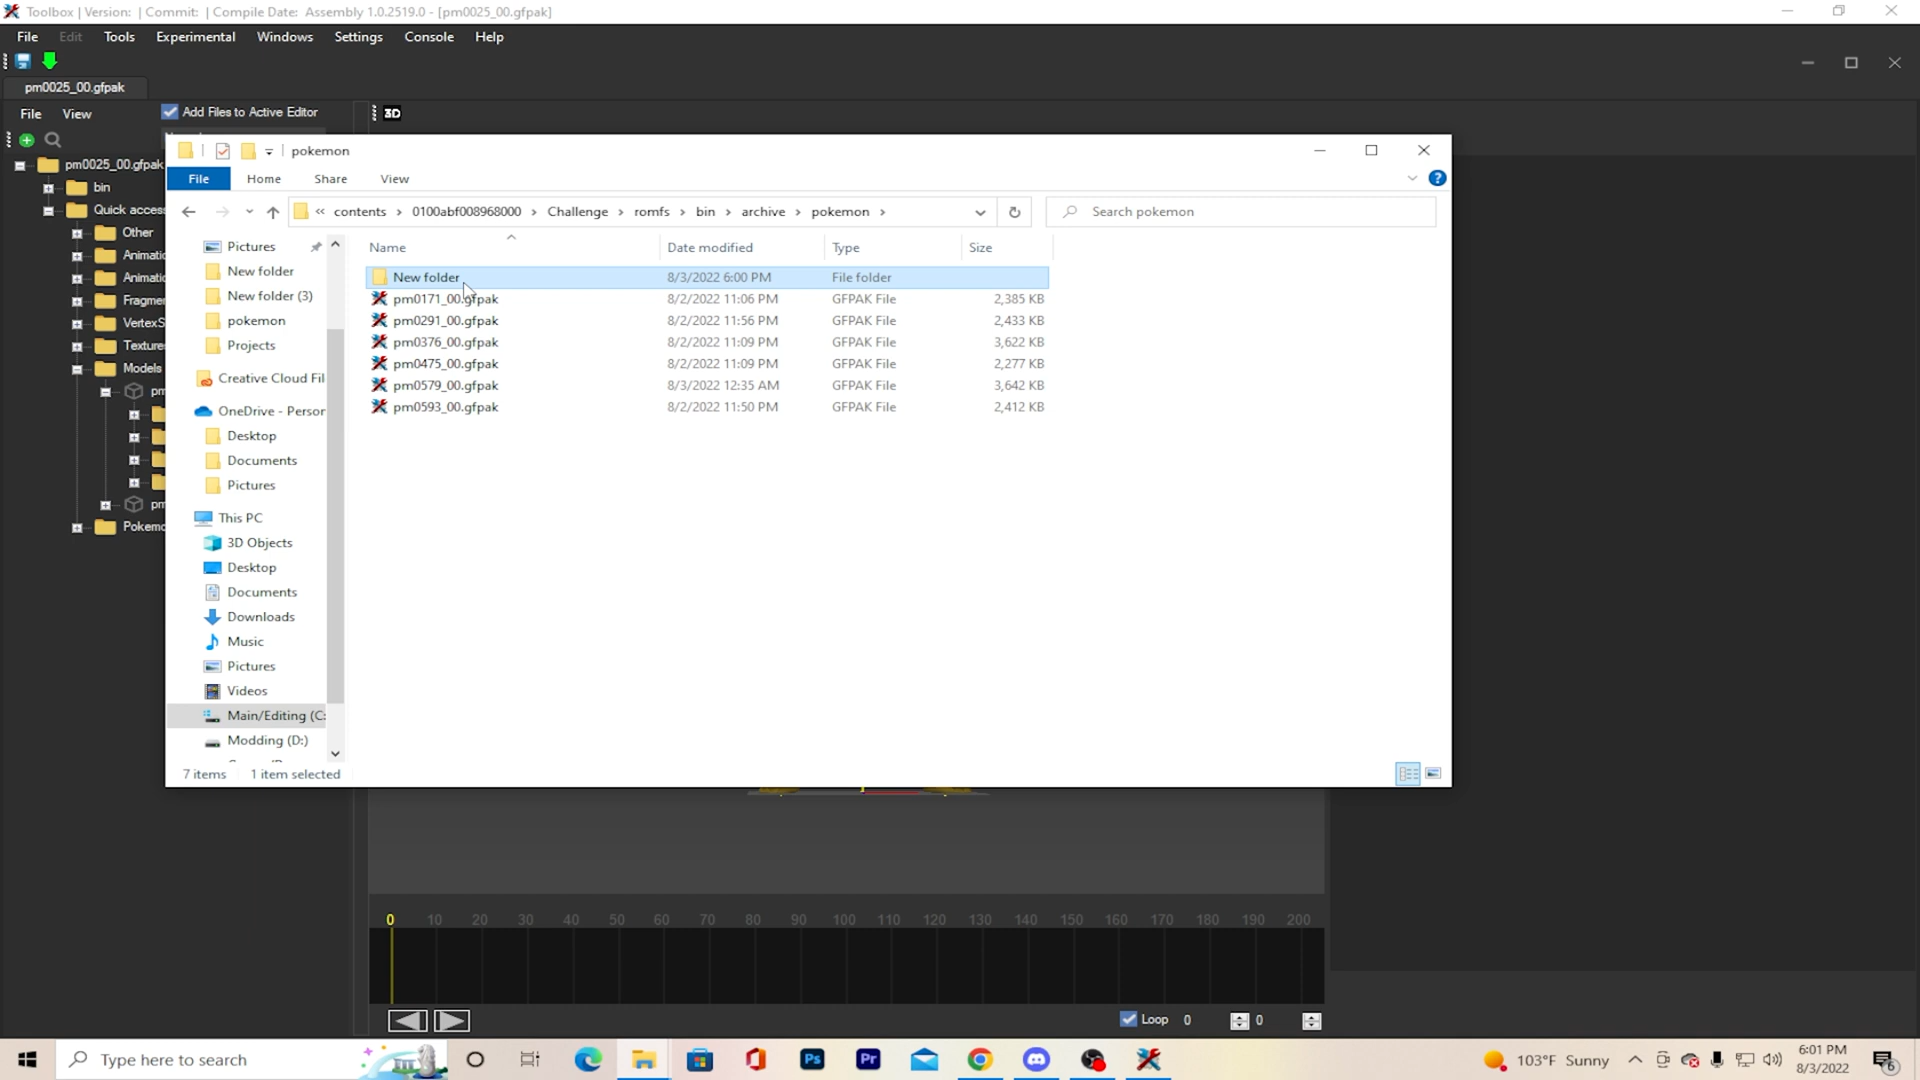 Toolbox | Version: | Commit: | Compile Date: Assembly 1.0.2519.0 - [pm0025_00.gfpak]
File Edit Tools Experimental Windows Settings Console Help
pm0025_00.gfpak
File View Add Files to Active Editor 3D
pm0025_00.gfpak
bin
Quick access
Other
Animatic
Animatic
Fragmer
VertexS
Texture
Models
pm
pm
Pokemo
pokemon
File Home Share View
« contents › 0100abf008968000 › Challenge › romfs › bin › archive › pokemon ›
Search pokemon
Pictures
New folder
New folder (3)
pokemon
Projects
Creative Cloud Fil
OneDrive - Person
Desktop
Documents
Pictures
This PC
3D Objects
Desktop
Documents
Downloads
Music
Pictures
Videos
Main/Editing (C:
Modding (D:)
Name Date modified Type Size
New folder 8/3/2022 6:00 PM File folder
pm0171_00.gfpak 8/2/2022 11:06 PM GFPAK File 2,385 KB
pm0291_00.gfpak 8/2/2022 11:56 PM GFPAK File 2,433 KB
pm0376_00.gfpak 8/2/2022 11:09 PM GFPAK File 3,622 KB
pm0475_00.gfpak 8/2/2022 11:09 PM GFPAK File 2,277 KB
pm0579_00.gfpak 8/3/2022 12:35 AM GFPAK File 3,642 KB
pm0593_00.gfpak 8/2/2022 11:50 PM GFPAK File 2,412 KB
7 items 1 item selected
0 10 20 30 40 50 60 70 80 90 100 110 120 130 140 150 160 170 180 190 200
Loop 0 0
Type here to search
Ps
Pr
103°F Sunny
6:01 PM
8/3/2022
6